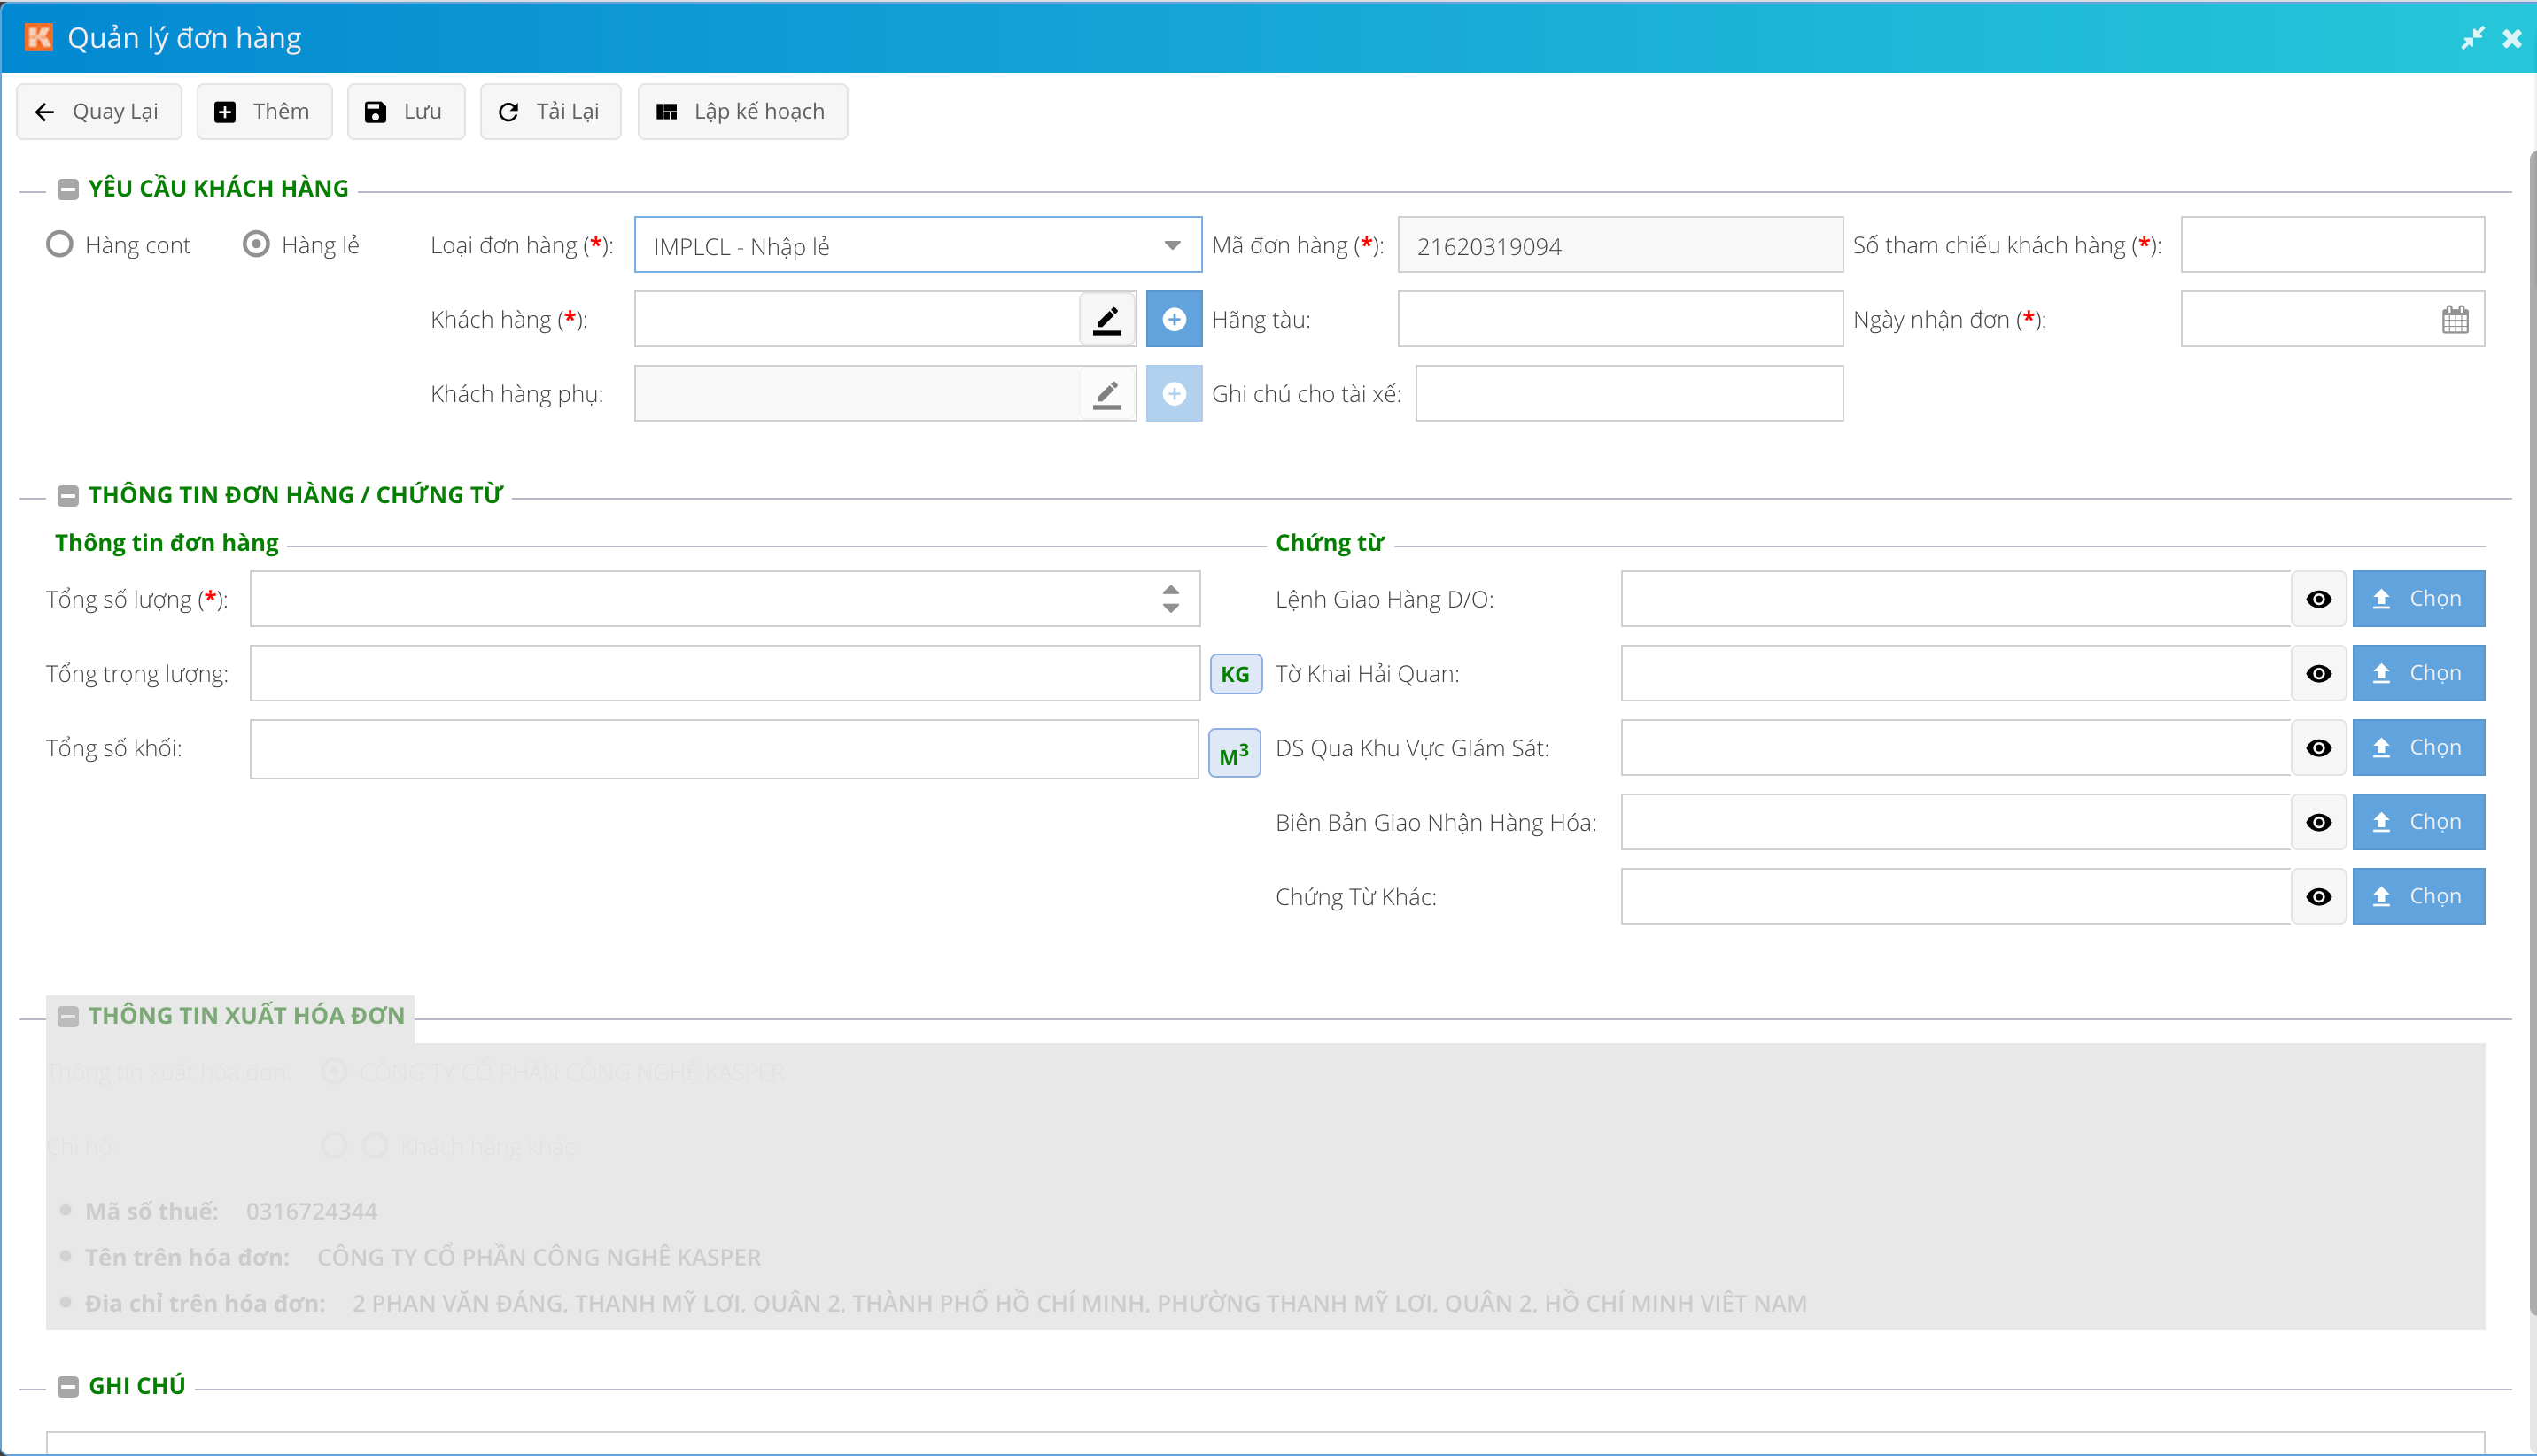 Quản lý đơn hàng
Quay Lại Thêm Lưu Tải Lại Lập kế hoạch
YÊU CẦU KHÁCH HÀNG
Hàng cont Hàng lẻ Loại đơn hàng (*): IMPLCL - Nhập lẻ Mã đơn hàng (*): 21620319094 Số tham chiếu khách hàng (*):
Khách hàng (*): Hãng tàu: Ngày nhận đơn (*):
Khách hàng phụ: Ghi chú cho tài xế:
THÔNG TIN ĐƠN HÀNG / CHỨNG TỪ
Thông tin đơn hàng Chứng từ
Tổng số lượng (*): Lệnh Giao Hàng D/O: Chọn
Tổng trọng lượng: KG Tờ Khai Hải Quan: Chọn
Tổng số khối: M³ DS Qua Khu Vực GIám Sát: Chọn
Biên Bản Giao Nhận Hàng Hóa: Chọn
Chứng Từ Khác: Chọn
THÔNG TIN XUẤT HÓA ĐƠN
Thông tin xuất hóa đơn: CÔNG TY CỔ PHẦN CÔNG NGHỆ KASPER
Chi hộ: Khách hàng khác
Mã số thuế: 0316724344
Tên trên hóa đơn: CÔNG TY CỔ PHẦN CÔNG NGHỆ KASPER
Địa chỉ trên hóa đơn: 2 PHAN VĂN ĐÁNG, THẠNH MỸ LỢI, QUẬN 2, THÀNH PHỐ HỒ CHÍ MINH, PHƯỜNG THẠNH MỸ LỢI, QUẬN 2, HỒ CHÍ MINH VIỆT NAM
GHI CHÚ